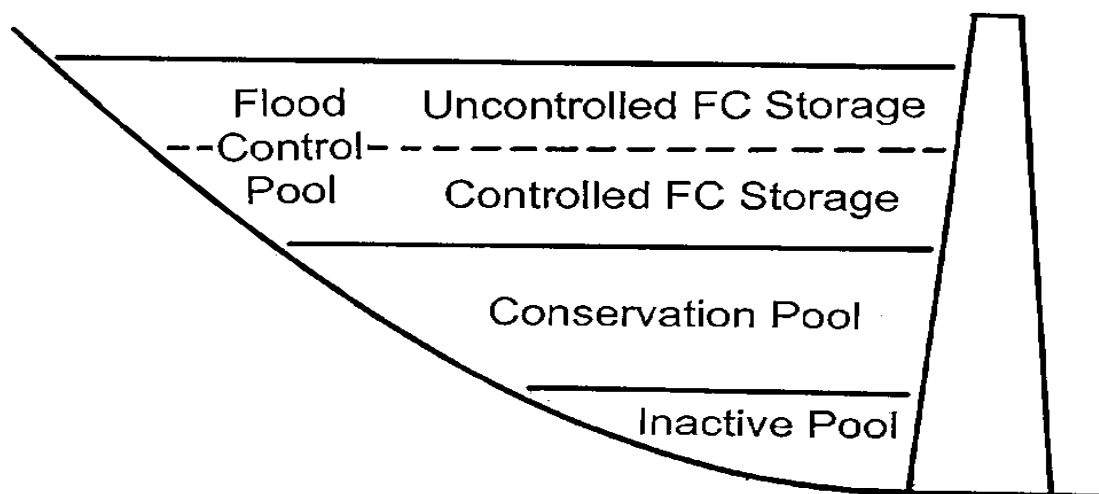 Flood
Uncontrolled FC Storage
Control
Pool
Controlled FC Storage
Conservation Pool
Inactive Pool